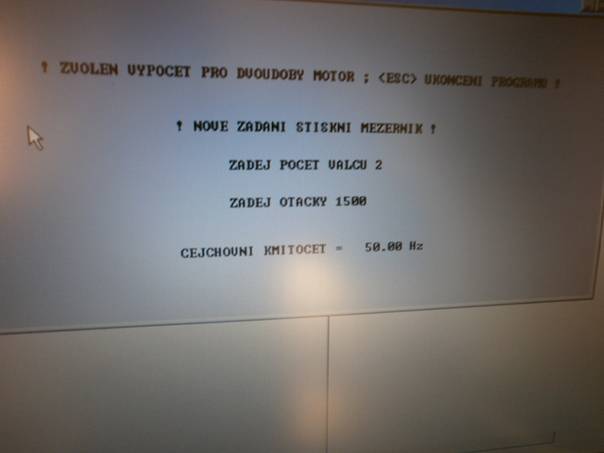 ! ZVOLEN VYPOCET PRO DVOUDOBY MOTOR ; <ESC> UKONCENI PROGRAMU !
! NOVE ZADANI STISKNI MEZERNIK !
ZADEJ POCET VALCU 2
ZADEJ OTACKY 1500
CEJCHOVNI KMITOCET = 50.00 Hz